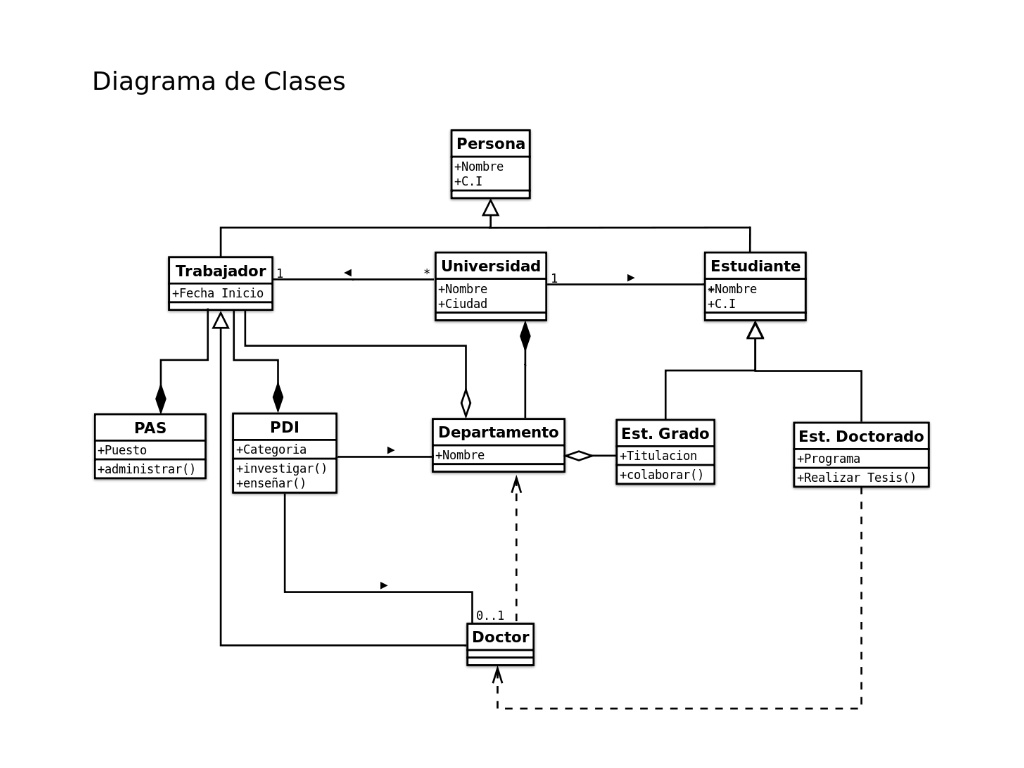 Diagrama de Clases
Persona
+Nombre
+C.I
Trabajador
+Fecha Inicio
1
*
Universidad
+Nombre
+Ciudad
1
Estudiante
+Nombre
+C.I
PAS
+Puesto
+administrar()
PDI
+Categoria
+investigar()
+enseñar()
Departamento
+Nombre
Est. Grado
+Titulacion
+colaborar()
Est. Doctorado
+Programa
+Realizar Tesis()
0..1
Doctor